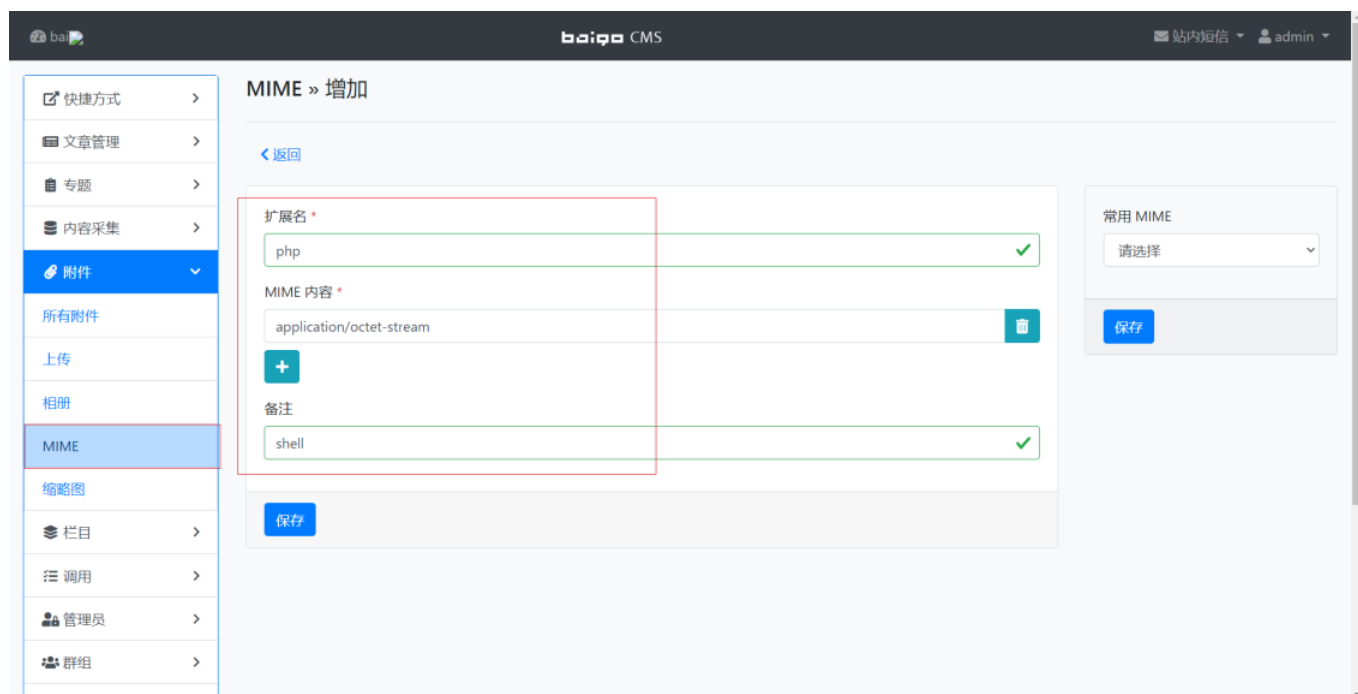 bai
baigo CMS
站内短信 admin
快捷方式
文章管理
专题
内容采集
附件
所有附件
上传
相册
MIME
缩略图
栏目
调用
管理员
群组
MIME » 增加
返回
扩展名 *
php
MIME 内容 *
application/octet-stream
备注
shell
保存
常用 MIME
请选择
保存